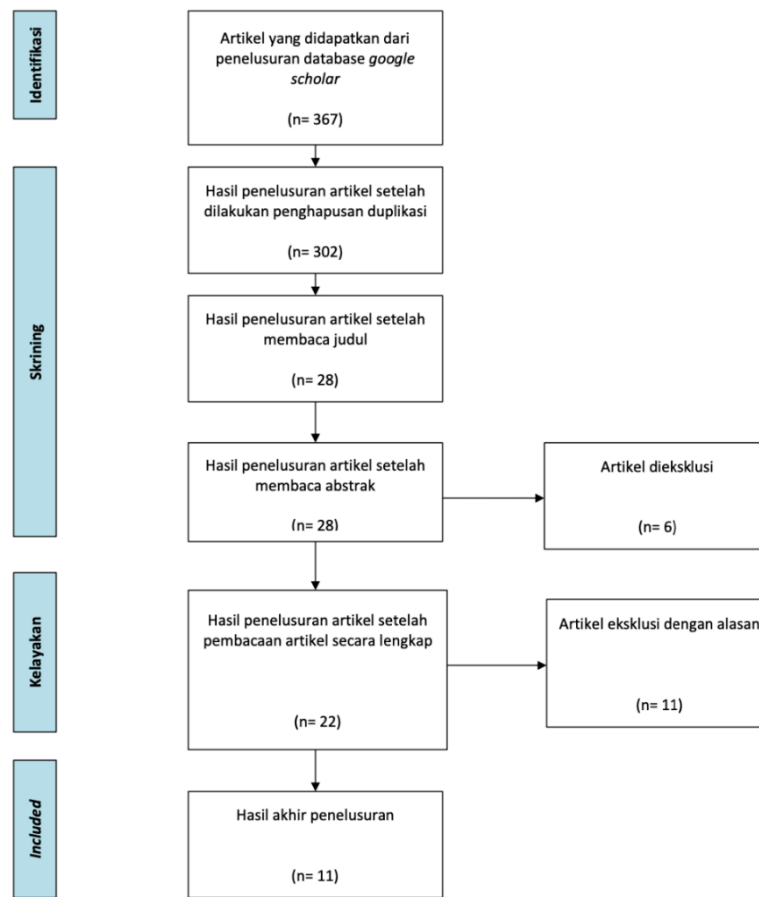 Identifikasi
Artikel yang didapatkan dari
penelusuran database google
scholar
(n= 367)
Skrining
Hasil penelusuran artikel setelah
dilakukan penghapusan duplikasi
(n= 302)
Hasil penelusuran artikel setelah
membaca judul
(n= 28)
Hasil penelusuran artikel setelah
membaca abstrak
(n= 28)
Artikel dieksklusi
(n= 6)
Kelayakan
Hasil penelusuran artikel setelah
pembacaan artikel secara lengkap
(n= 22)
Artikel eksklusi dengan alasan
(n= 11)
Included
Hasil akhir penelusuran
(n= 11)